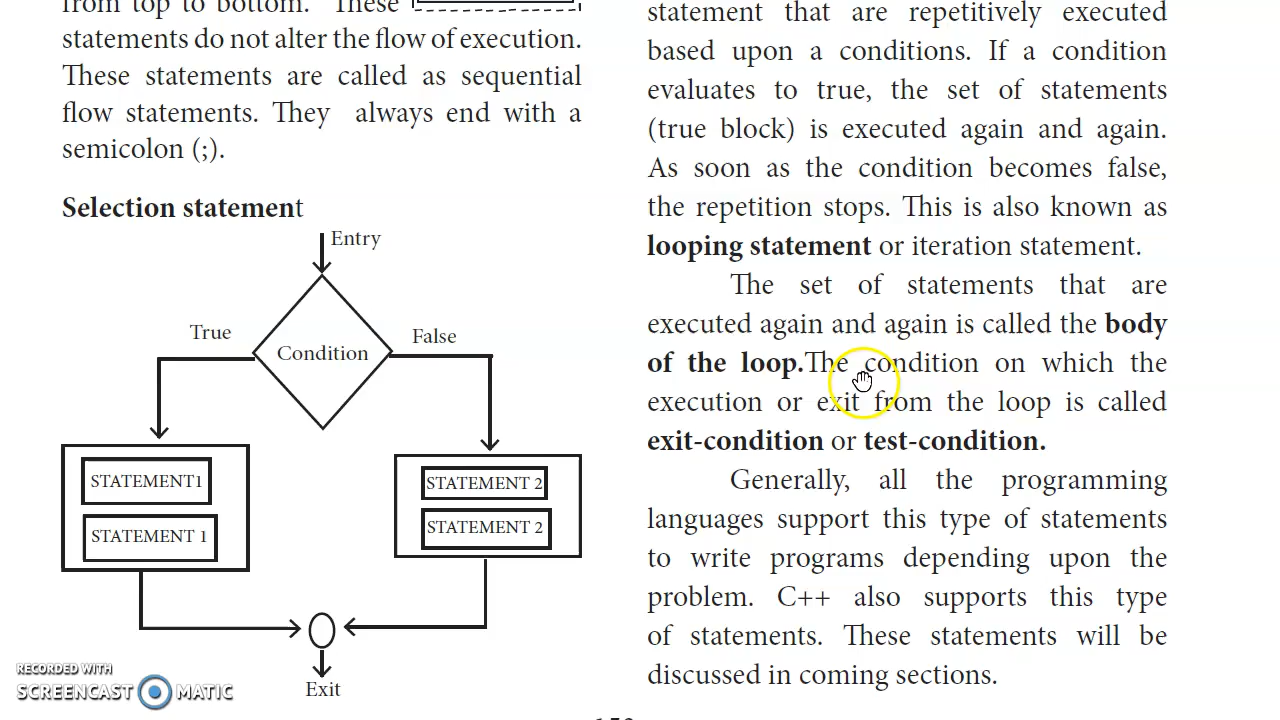 from top to bottom. These
statements do not alter the flow of execution.
These statements are called as sequential
flow statements. They always end with a
semicolon (;).
Selection statement
Entry
True
False
Condition
STATEMENT1
STATEMENT 1
STATEMENT 2
STATEMENT 2
Exit
statement that are repetitively executed
based upon a conditions. If a condition
evaluates to true, the set of statements
(true block) is executed again and again.
As soon as the condition becomes false,
the repetition stops. This is also known as
looping statement or iteration statement.
The set of statements that are
executed again and again is called the body
of the loop.The condition on which the
execution or exit from the loop is called
exit-condition or test-condition.
Generally, all the programming
languages support this type of statements
to write programs depending upon the
problem. C++ also supports this type
of statements. These statements will be
discussed in coming sections.
RECORDED WITH
SCREENCAST MATIC